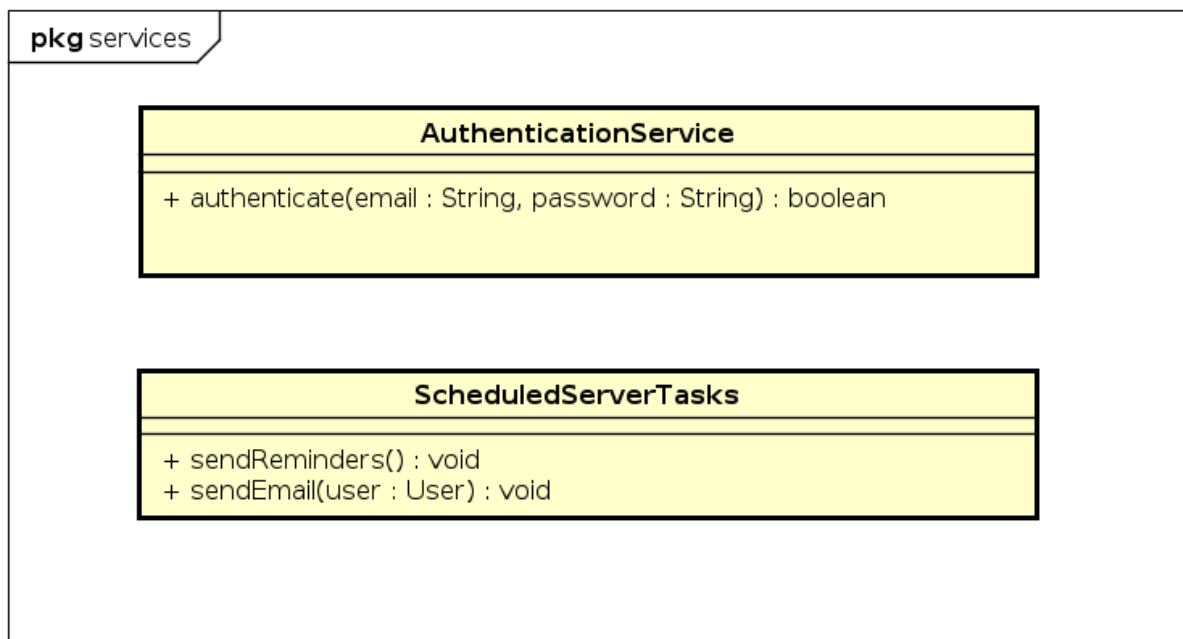 pkg services
AuthenticationService
+ authenticate(email : String, password : String) : boolean
ScheduledServerTasks
+ sendReminders() : void
+ sendEmail(user : User) : void